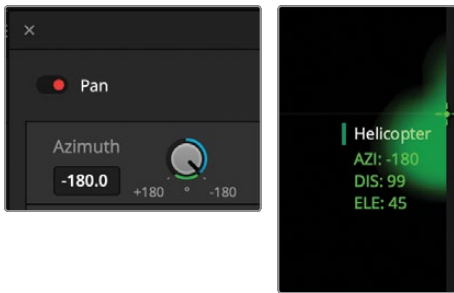 ×
Pan
Azimuth
-180.0
+180 ° -180
Helicopter
AZI: -180
DIS: 99
ELE: 45